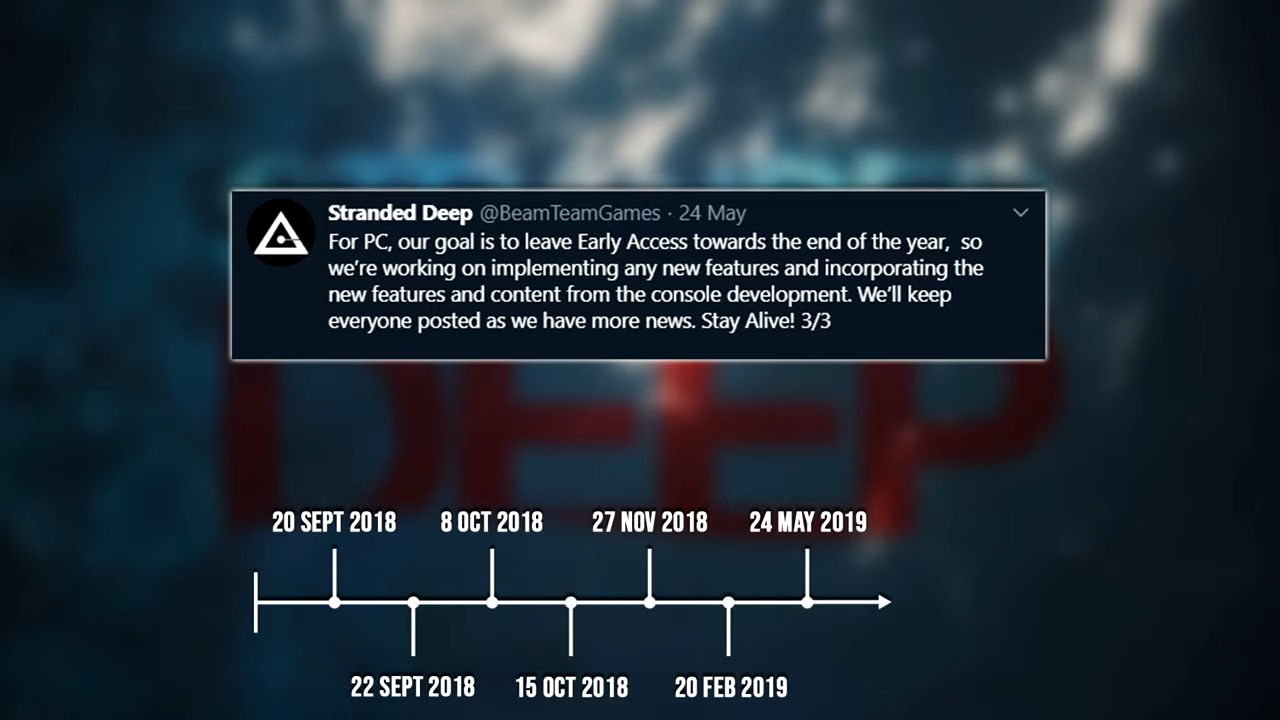 Stranded Deep @BeamTeamGames · 24 May
For PC, our goal is to leave Early Access towards the end of the year, so
we're working on implementing any new features and incorporating the
new features and content from the console development. We'll keep
everyone posted as we have more news. Stay Alive! 3/3
DEEP
20 SEPT 2018 8 OCT 2018 27 NOV 2018 24 MAY 2019
22 SEPT 2018 15 OCT 2018 20 FEB 2019